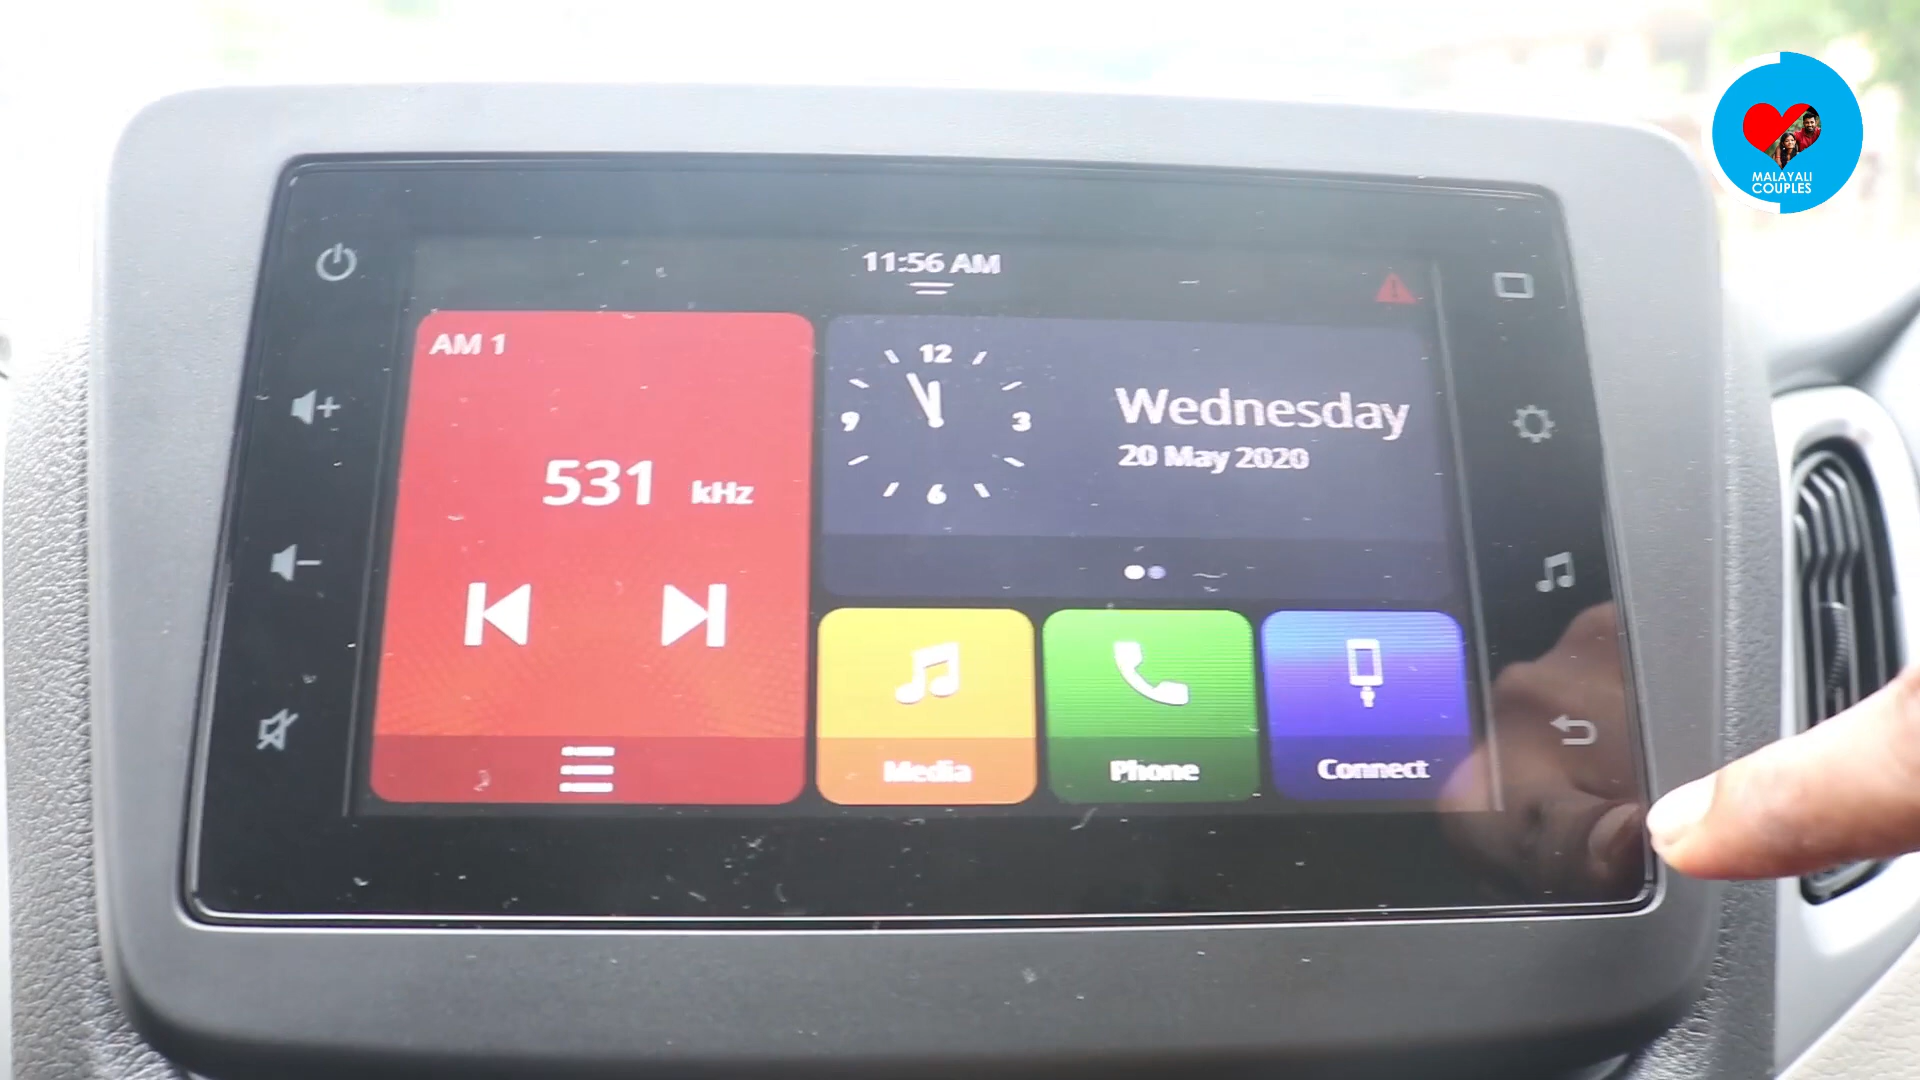 MALAYALI
COUPLES
11:56 AM
AM 1
531 kHz
12
9
3
6
Wednesday
20 May 2020
Media
Phone
Connect